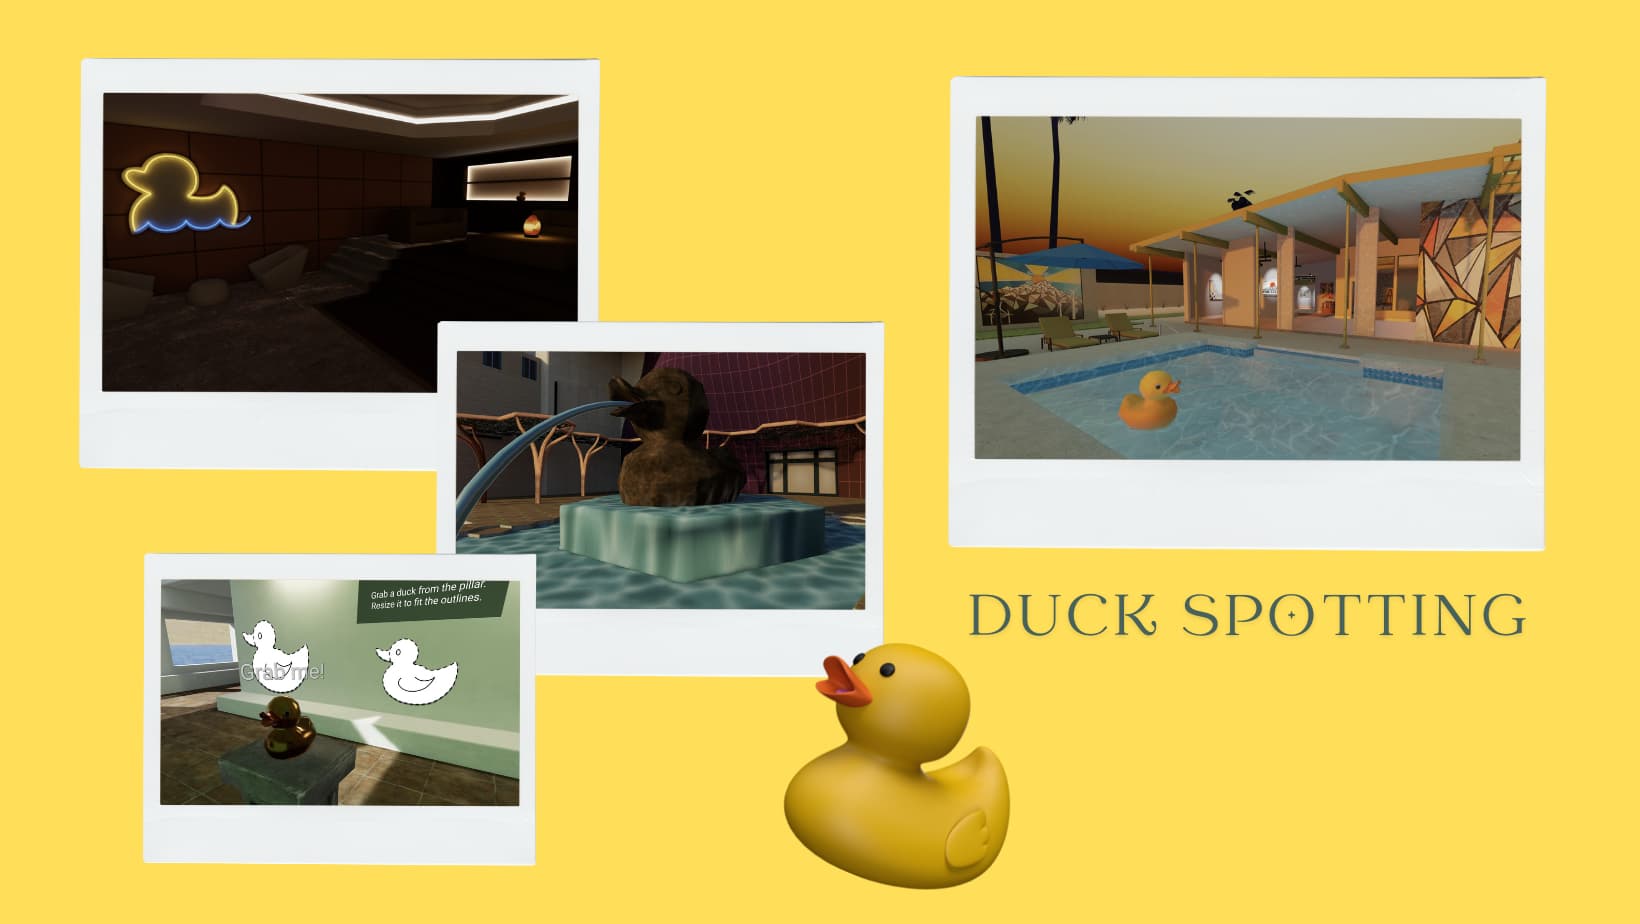 Grab a duck from the pillar.
Resize it to fit the outlines.
Grab me!
DUCK SPOTTING